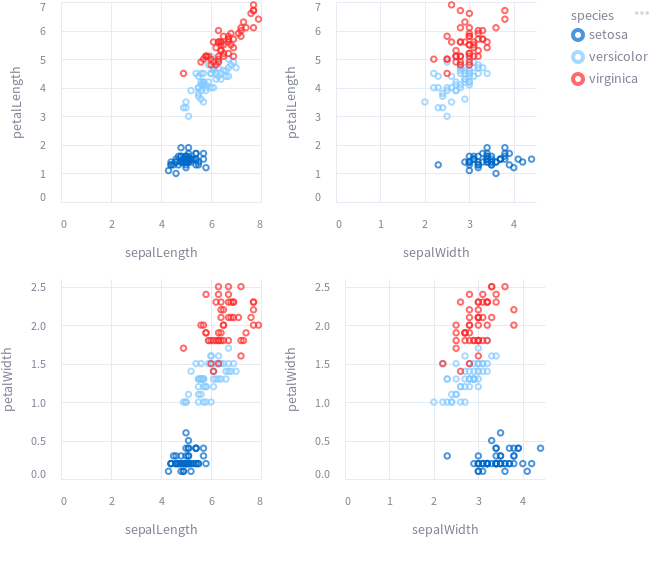 7
6
5
4
3
2
1
0
petalLength
0 2 4 6 8
sepalLength
7
6
5
4
3
2
1
0
petalLength
0 1 2 3 4
sepalWidth
species
setosa
versicolor
virginica
2.5
2.0
1.5
1.0
0.5
0.0
petalWidth
0 2 4 6 8
sepalLength
2.5
2.0
1.5
1.0
0.5
0.0
petalWidth
0 1 2 3 4
sepalWidth